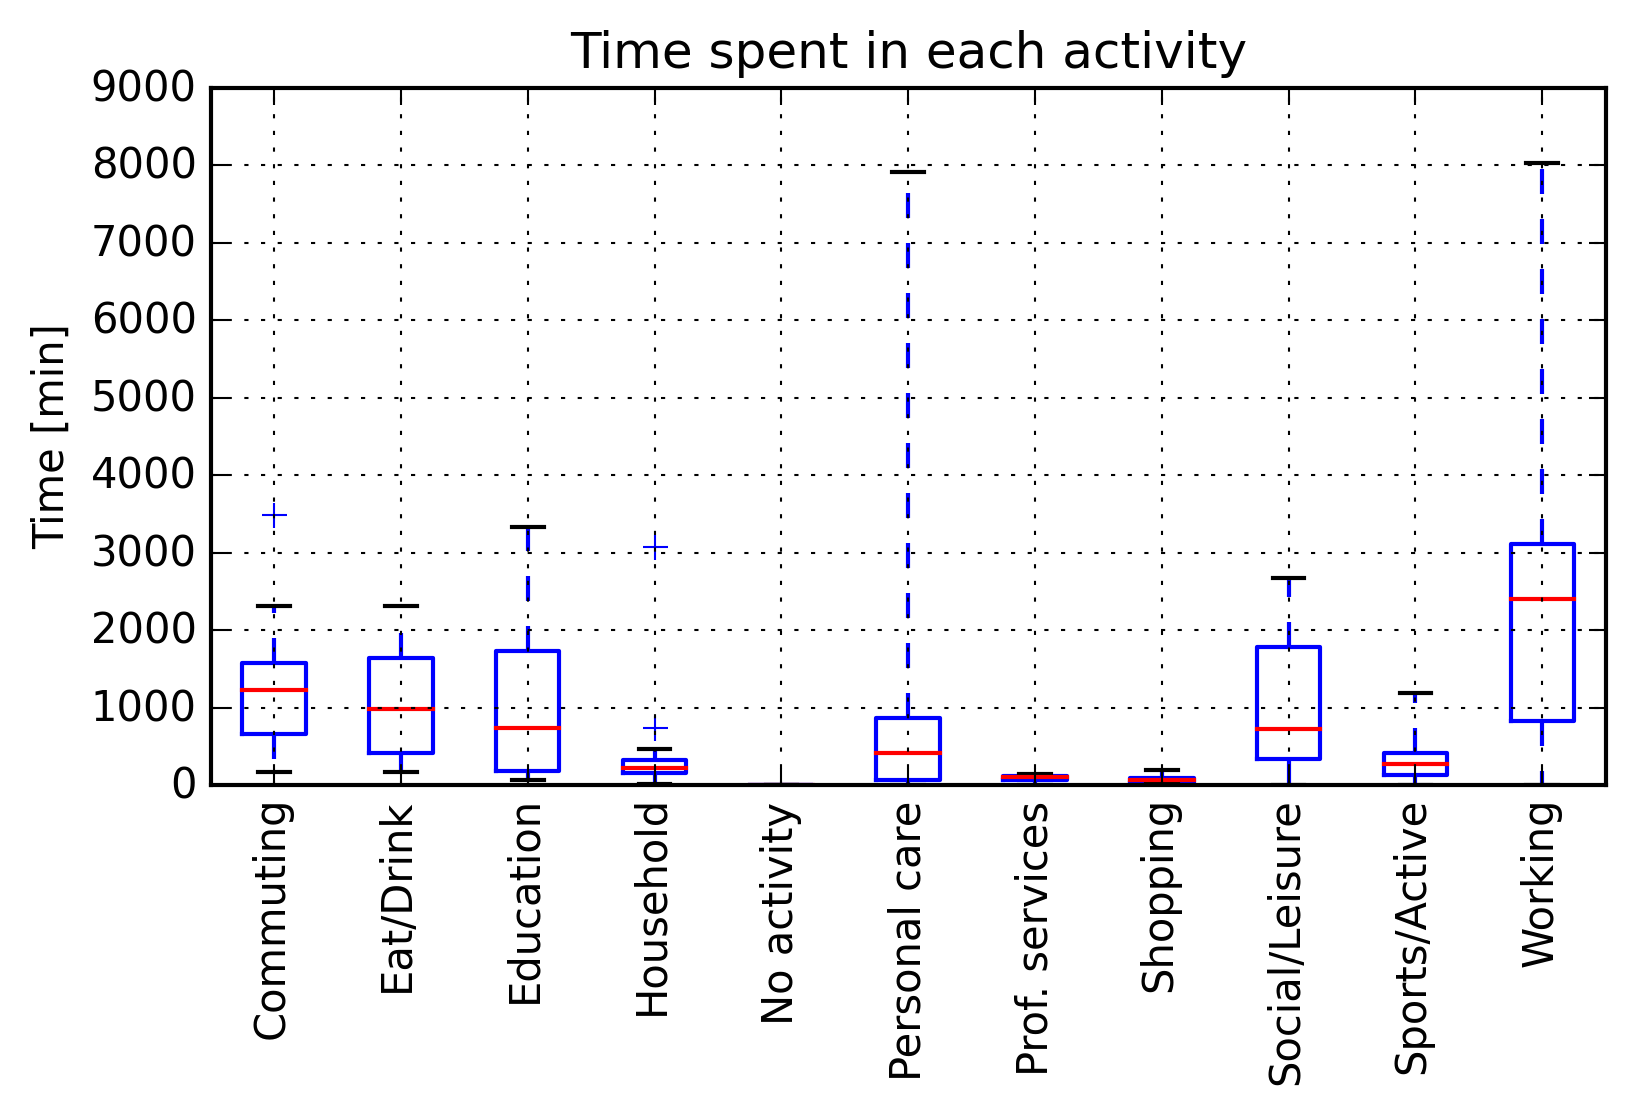 Time spent in each activity
9000
8000
7000
6000
5000
4000
3000
2000
1000
0
Time [min]
Commuting
Eat/Drink
Education
Household
No activity
Personal care
Prof. services
Shopping
Social/Leisure
Sports/Active
Working